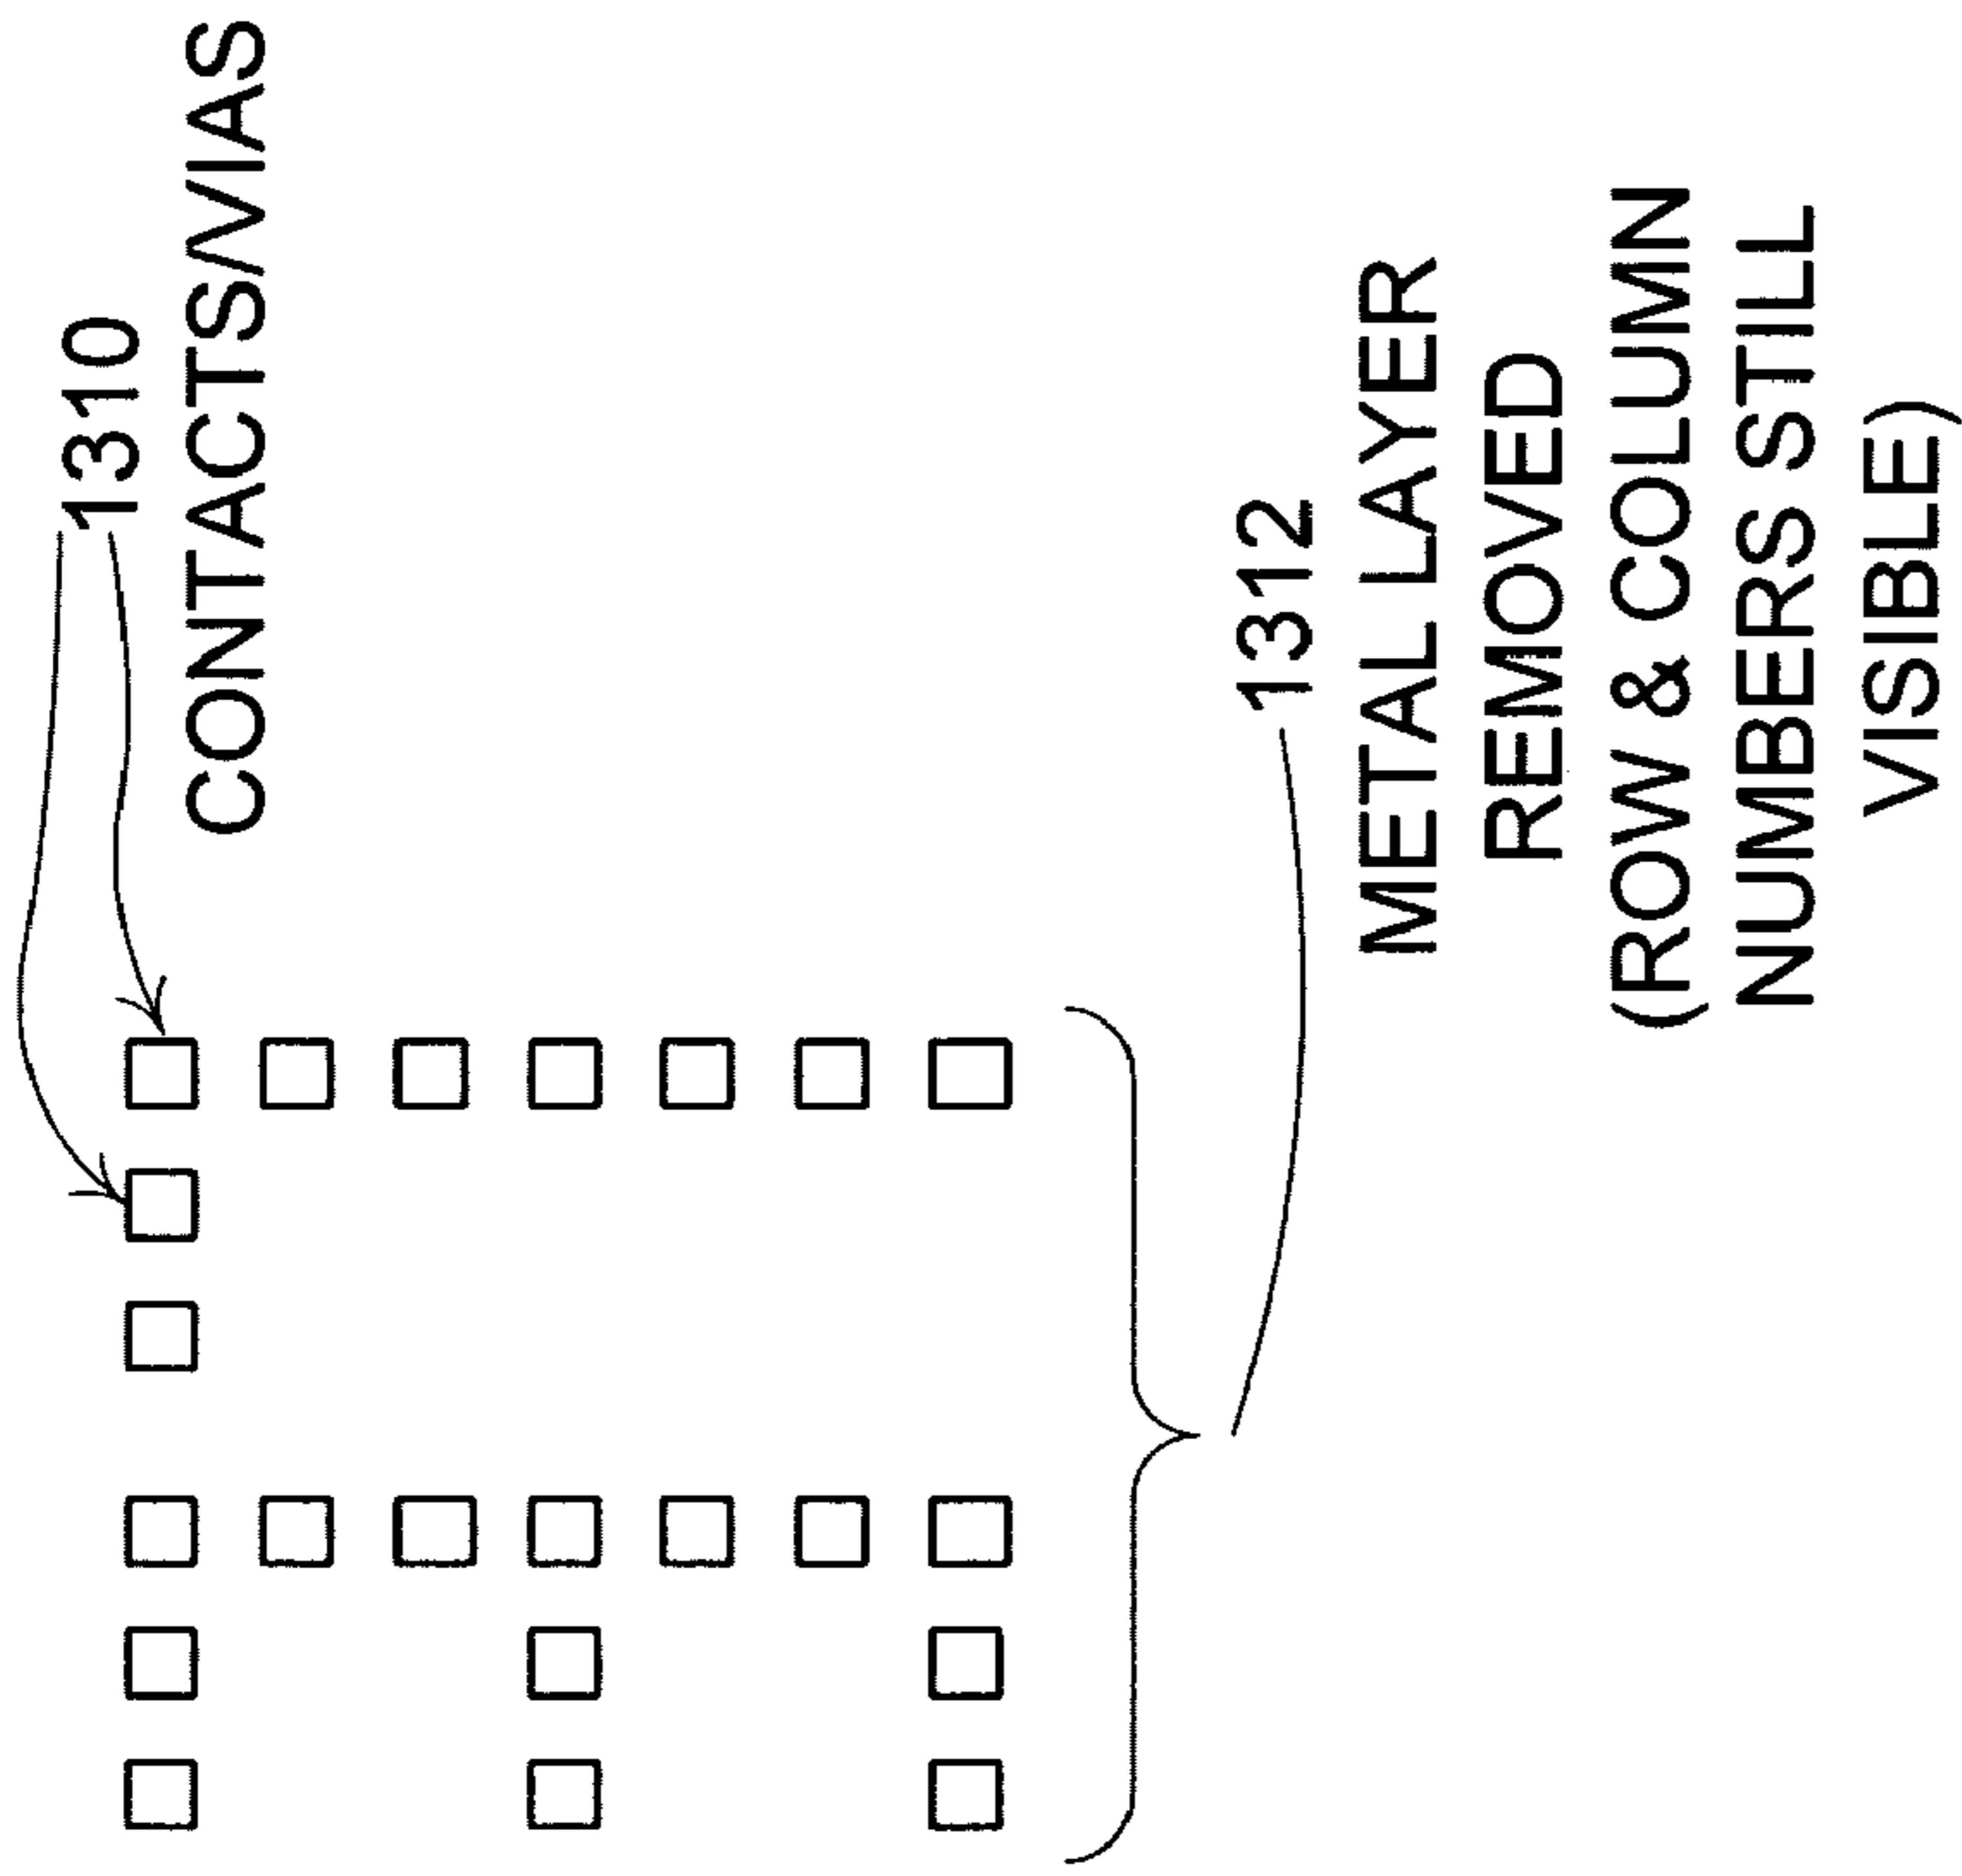 1310
CONTACTS/VIAS
1312
METAL LAYER
REMOVED
(ROW & COLUMN
NUMBERS STILL
VISIBLE)